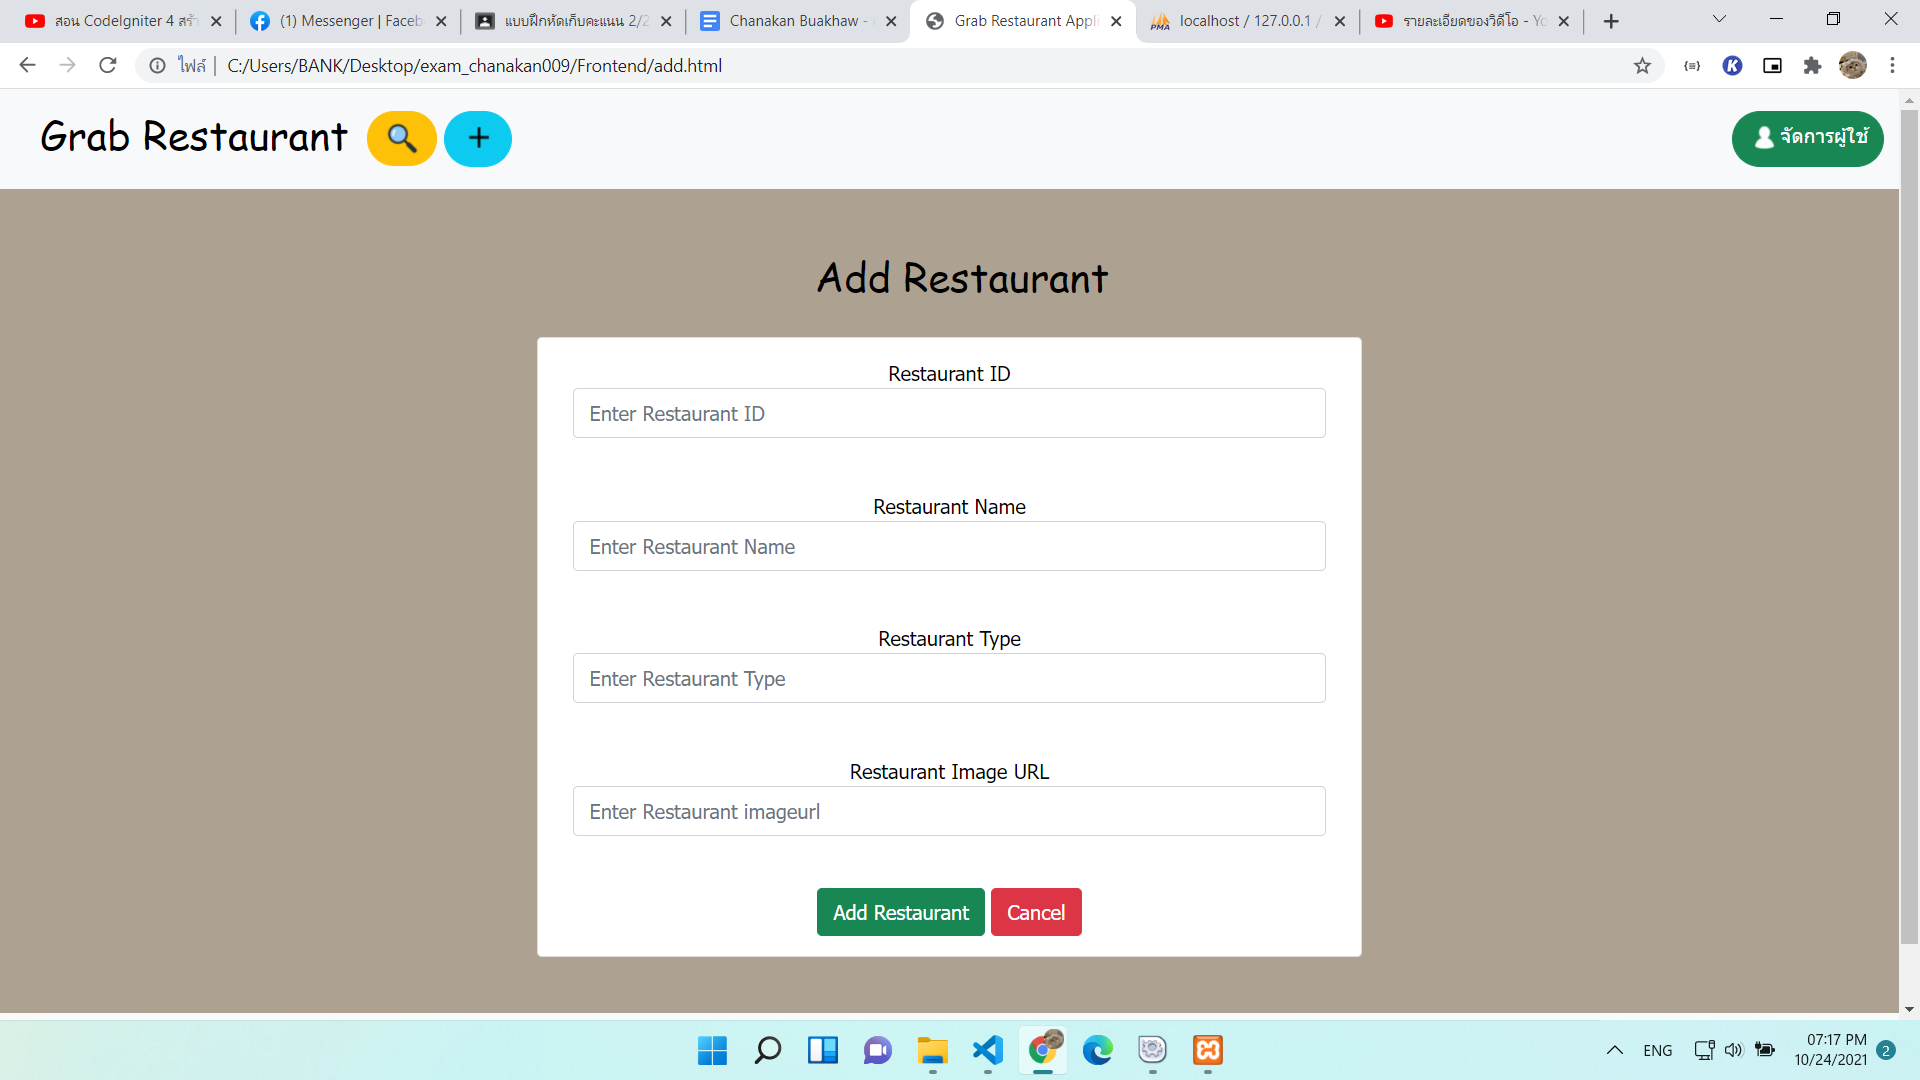 สอน CodeIgniter 4 สร้า
(1) Messenger | Faceb
แบบฝึกหัดเก็บคะแนน 2/2
Chanakan Buakhaw -
Grab Restaurant Appli
localhost / 127.0.0.1 /
รายละเอียดของวิดีโอ - Yo
ไฟล์ | C:/Users/BANK/Desktop/exam_chanakan009/Frontend/add.html
Grab Restaurant
+
จัดการผู้ใช้
Add Restaurant
Restaurant ID
Enter Restaurant ID
Restaurant Name
Enter Restaurant Name
Restaurant Type
Enter Restaurant Type
Restaurant Image URL
Enter Restaurant imageurl
Add Restaurant
Cancel
ENG
07:17 PM
10/24/2021
2